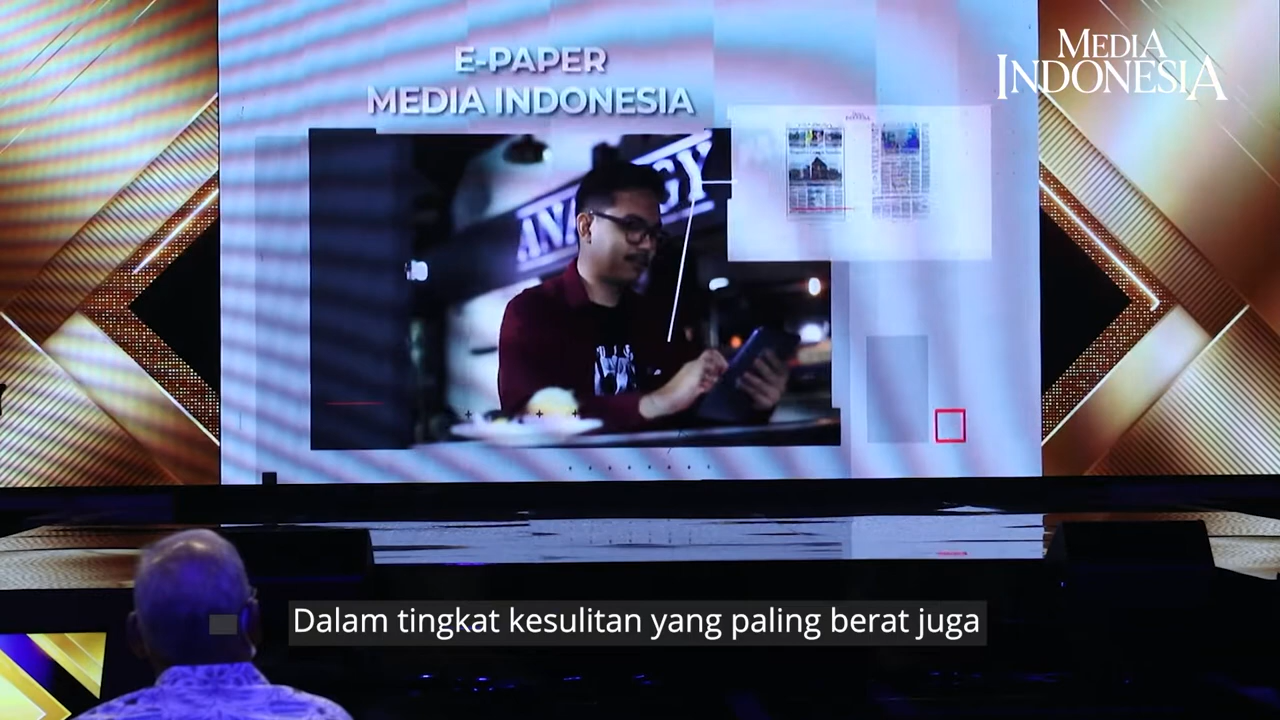 E-PAPER
MEDIA INDONESIA
MEDIA
INDONESIA
Dalam tingkat kesulitan yang paling berat juga